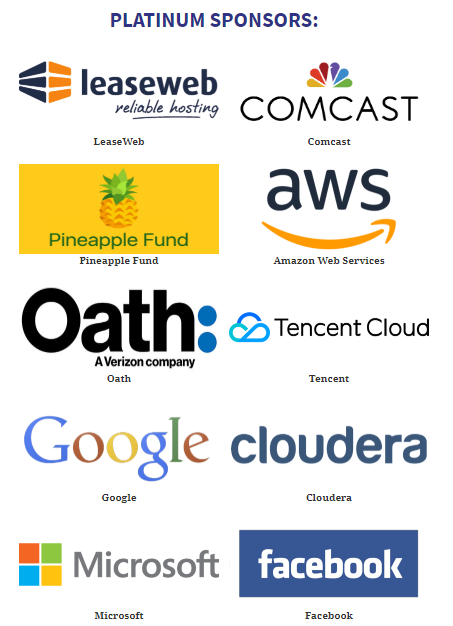 PLATINUM SPONSORS:
leaseweb
reliable hosting
LeaseWeb
COMCAST
Comcast
Pineapple Fund
Pineapple Fund
aws
Amazon Web Services
Oath:
A Verizon company
Oath
Tencent Cloud
Tencent
Google
Google
cloudera
Cloudera
Microsoft
Microsoft
facebook
Facebook